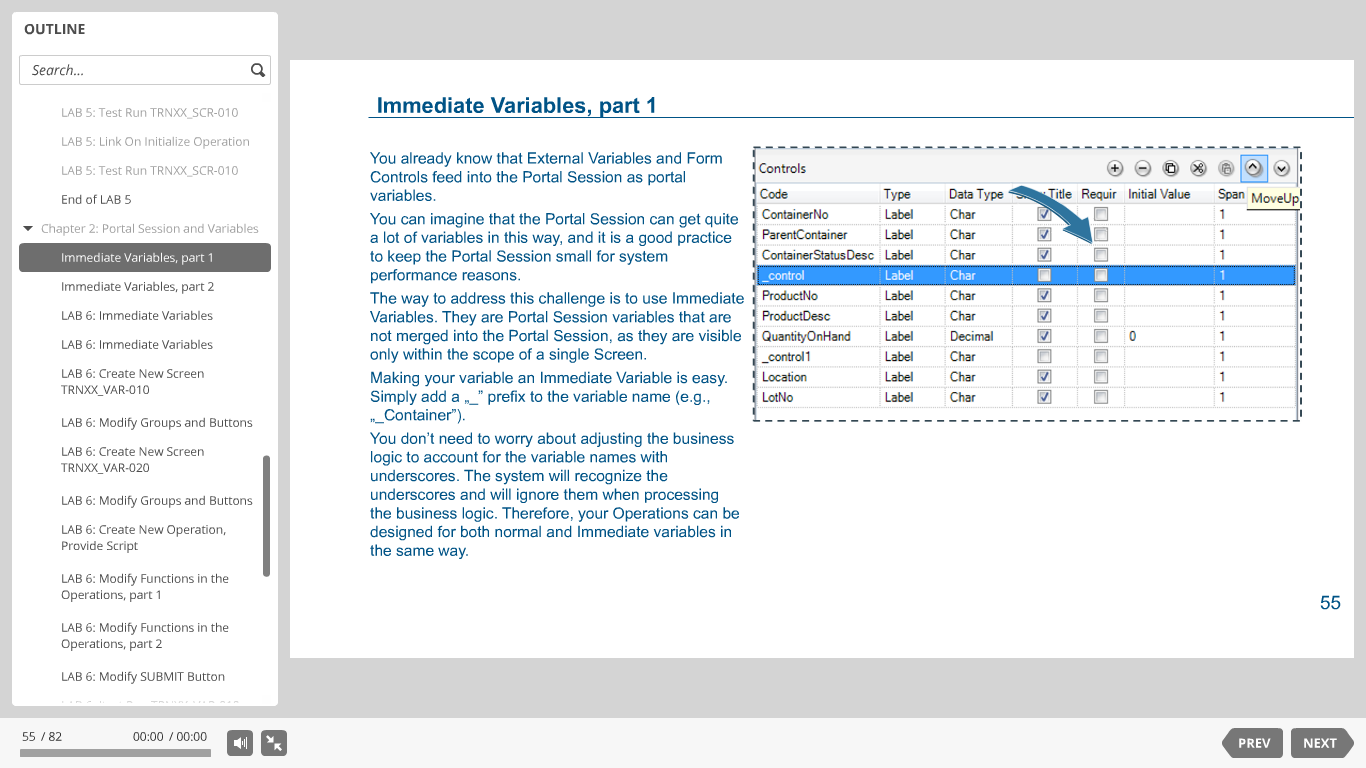 OUTLINE
Search...
LAB 5: Test Run TRNXX_SCR-010
LAB 5: Link On Initialize Operation
LAB 5: Test Run TRNXX_SCR-010
End of LAB 5
Chapter 2: Portal Session and Variables
Immediate Variables, part 1
Immediate Variables, part 2
LAB 6: Immediate Variables
LAB 6: Immediate Variables
LAB 6: Create New Screen
TRNXX_VAR-010
LAB 6: Modify Groups and Buttons
LAB 6: Create New Screen
TRNXX_VAR-020
LAB 6: Modify Groups and Buttons
LAB 6: Create New Operation,
Provide Script
LAB 6: Modify Functions in the
Operations, part 1
LAB 6: Modify Functions in the
Operations, part 2
LAB 6: Modify SUBMIT Button
Immediate Variables, part 1
You already know that External Variables and Form
Controls feed into the Portal Session as portal
variables.
You can imagine that the Portal Session can get quite
a lot of variables in this way, and it is a good practice
to keep the Portal Session small for system
performance reasons.
The way to address this challenge is to use Immediate
Variables. They are Portal Session variables that are
not merged into the Portal Session, as they are visible
only within the scope of a single Screen.
Making your variable an Immediate Variable is easy.
Simply add a „_” prefix to the variable name (e.g.,
„_Container”).
You don’t need to worry about adjusting the business
logic to account for the variable names with
underscores. The system will recognize the
underscores and will ignore them when processing
the business logic. Therefore, your Operations can be
designed for both normal and Immediate variables in
the same way.
Controls
Code Type Data Type Title Requir Initial Value Span
MoveUp
ContainerNo Label Char 1
ParentContainer Label Char 1
ContainerStatusDesc Label Char 1
_control Label Char 1
ProductNo Label Char 1
ProductDesc Label Char 1
QuantityOnHand Label Decimal 0 1
_control1 Label Char 1
Location Label Char 1
LotNo Label Char 1
55
55 / 82 00:00 / 00:00
PREV NEXT